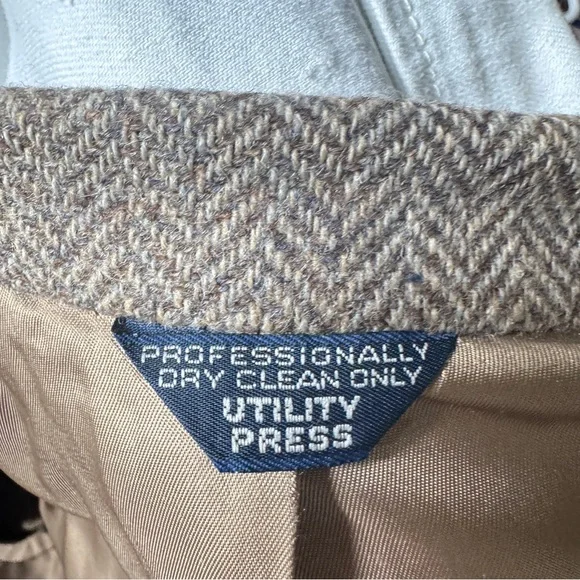 PROFESSIONALLY
DRY CLEAN ONLY
UTILITY
PRESS